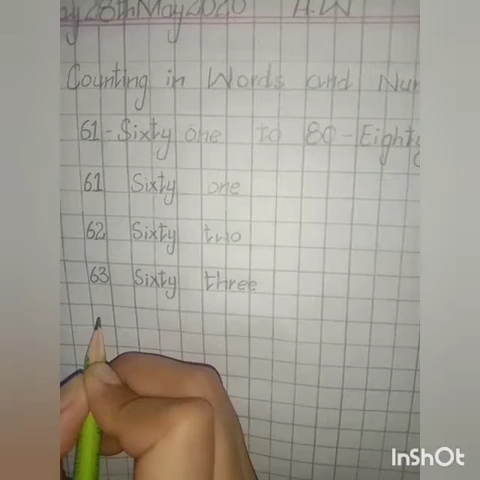 28th May 2020 H.W
Counting in Words and
61-Sixty one to 80-Eighty
61 Sixty one
62 Sixty two
63 Sixty three
InShOt